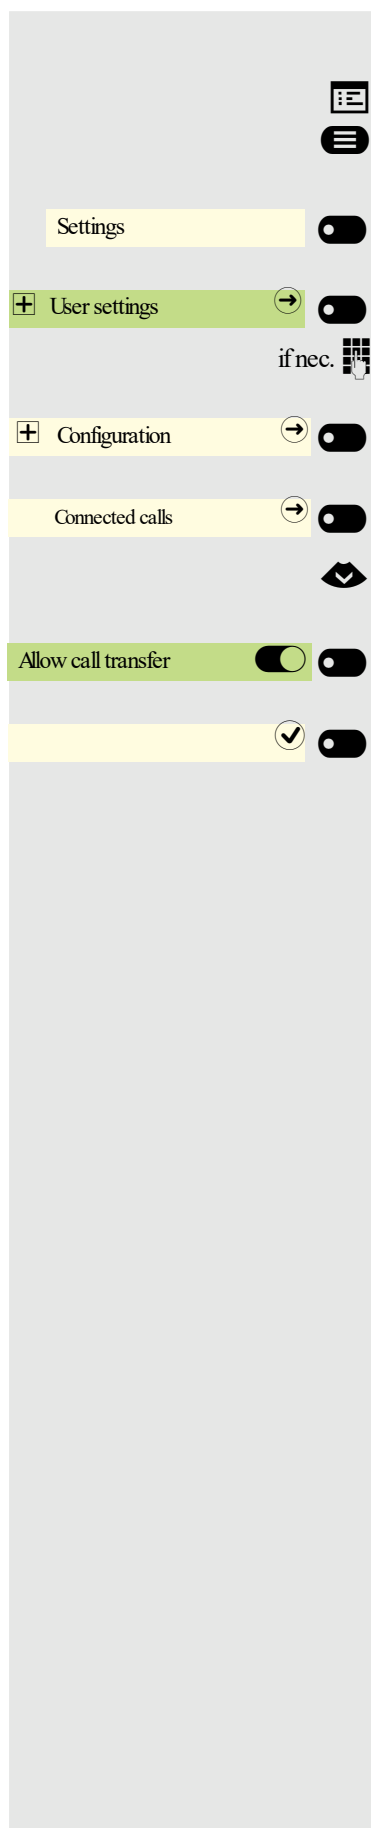 Settings
User settings
if nec.
Configuration
Connected calls
Allow call transfer